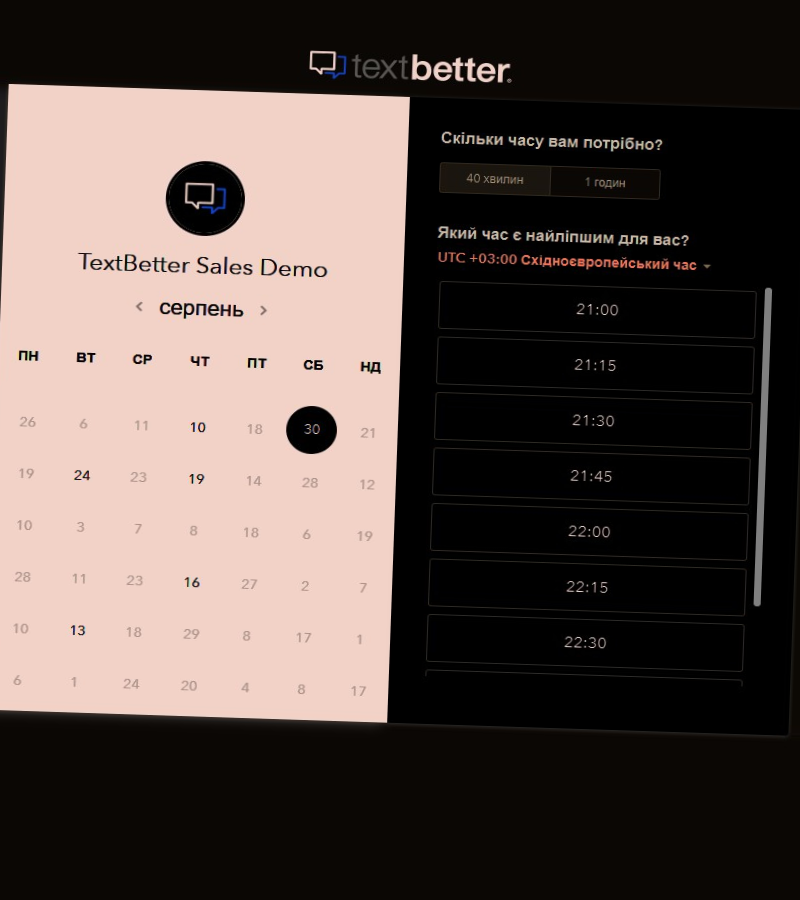 textbetter.
TextBetter Sales Demo
серпень
ПН ВТ СР ЧТ ПТ СБ НД
26 6 11 10 18 30 21
19 24 23 19 14 28 12
10 3 7 8 18 6 19
28 11 23 16 27 2 7
10 13 18 29 8 17 1
6 1 24 20 4 8 17
Скільки часу вам потрібно?
40 хвилин 1 годин
Який час є найліпшим для вас?
UTC +03:00 Східноєвропейський час
21:00
21:15
21:30
21:45
22:00
22:15
22:30